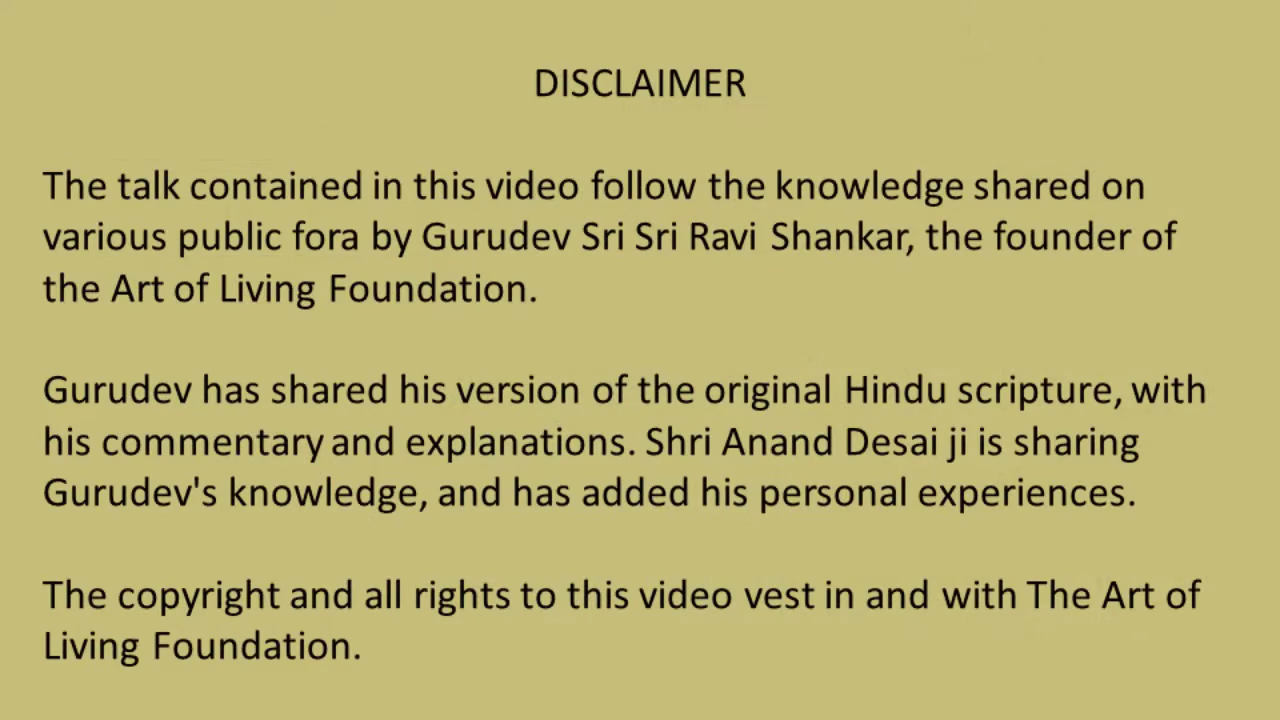 DISCLAIMER
The talk contained in this video follow the knowledge shared on
various public fora by Gurudev Sri Sri Ravi Shankar, the founder of
the Art of Living Foundation.
Gurudev has shared his version of the original Hindu scripture, with
his commentary and explanations. Shri Anand Desai ji is sharing
Gurudev's knowledge, and has added his personal experiences.
The copyright and all rights to this video vest in and with The Art of
Living Foundation.